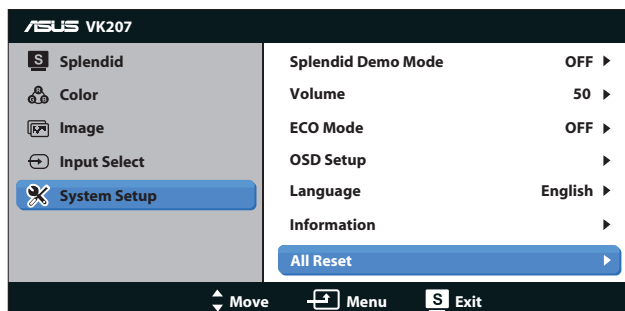 ASUS VK207
S Splendid
R G B Color
Image
Input Select
System Setup
Splendid Demo Mode OFF
Volume 50
ECO Mode OFF
OSD Setup
Language English
Information
All Reset
Move Menu S Exit